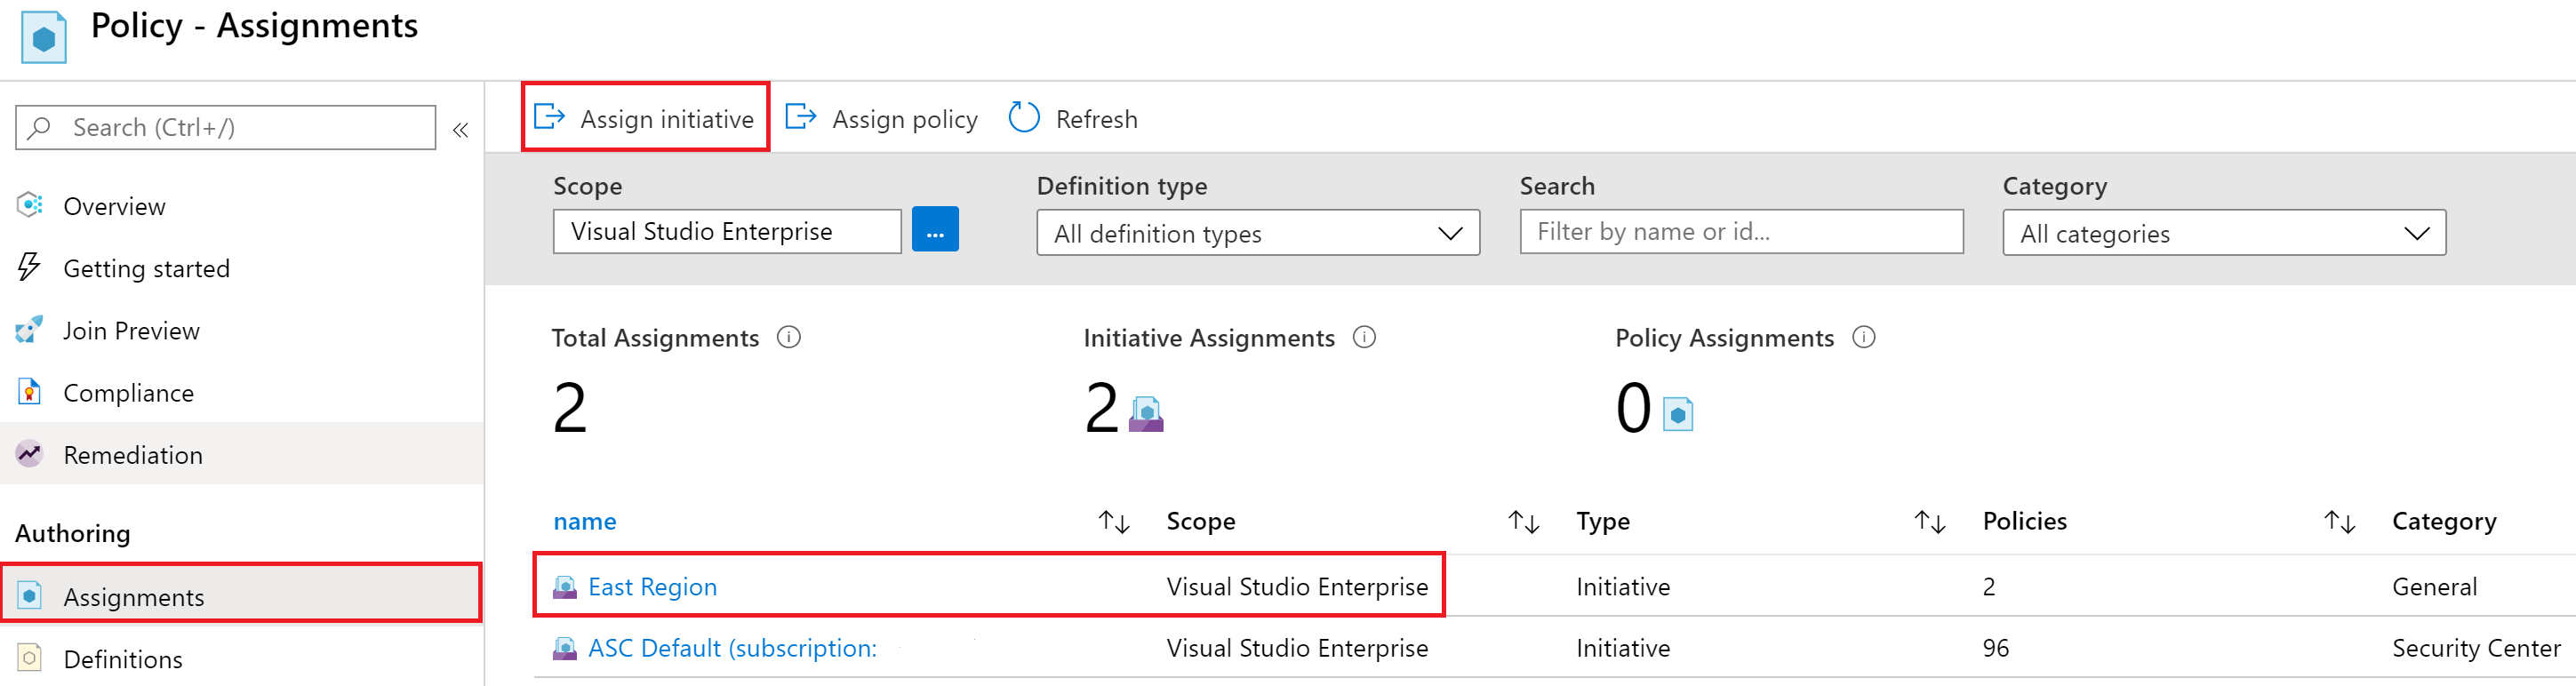 Policy - Assignments
Search (Ctrl+/)
«
Overview
Getting started
Join Preview
Compliance
Remediation
Authoring
Assignments
Definitions
Assign initiative
Assign policy
Refresh
Scope
Visual Studio Enterprise
...
Definition type
All definition types
Search
Filter by name or id...
Category
All categories
Total Assignments
2
Initiative Assignments
2
Policy Assignments
0
name Scope Type Policies Category
East Region Visual Studio Enterprise Initiative 2 General
ASC Default (subscription: Visual Studio Enterprise Initiative 96 Security Center